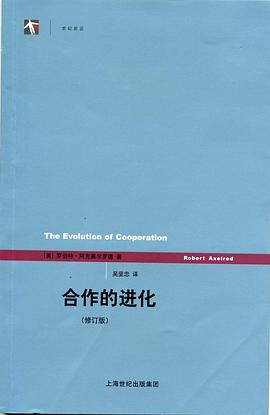 世纪前沿
The Evolution of Cooperation
[美] 罗伯特·阿克塞尔罗德 著
Robert Axelrod
吴坚忠 译
合作的进化
(修订版)
上海世纪出版集团